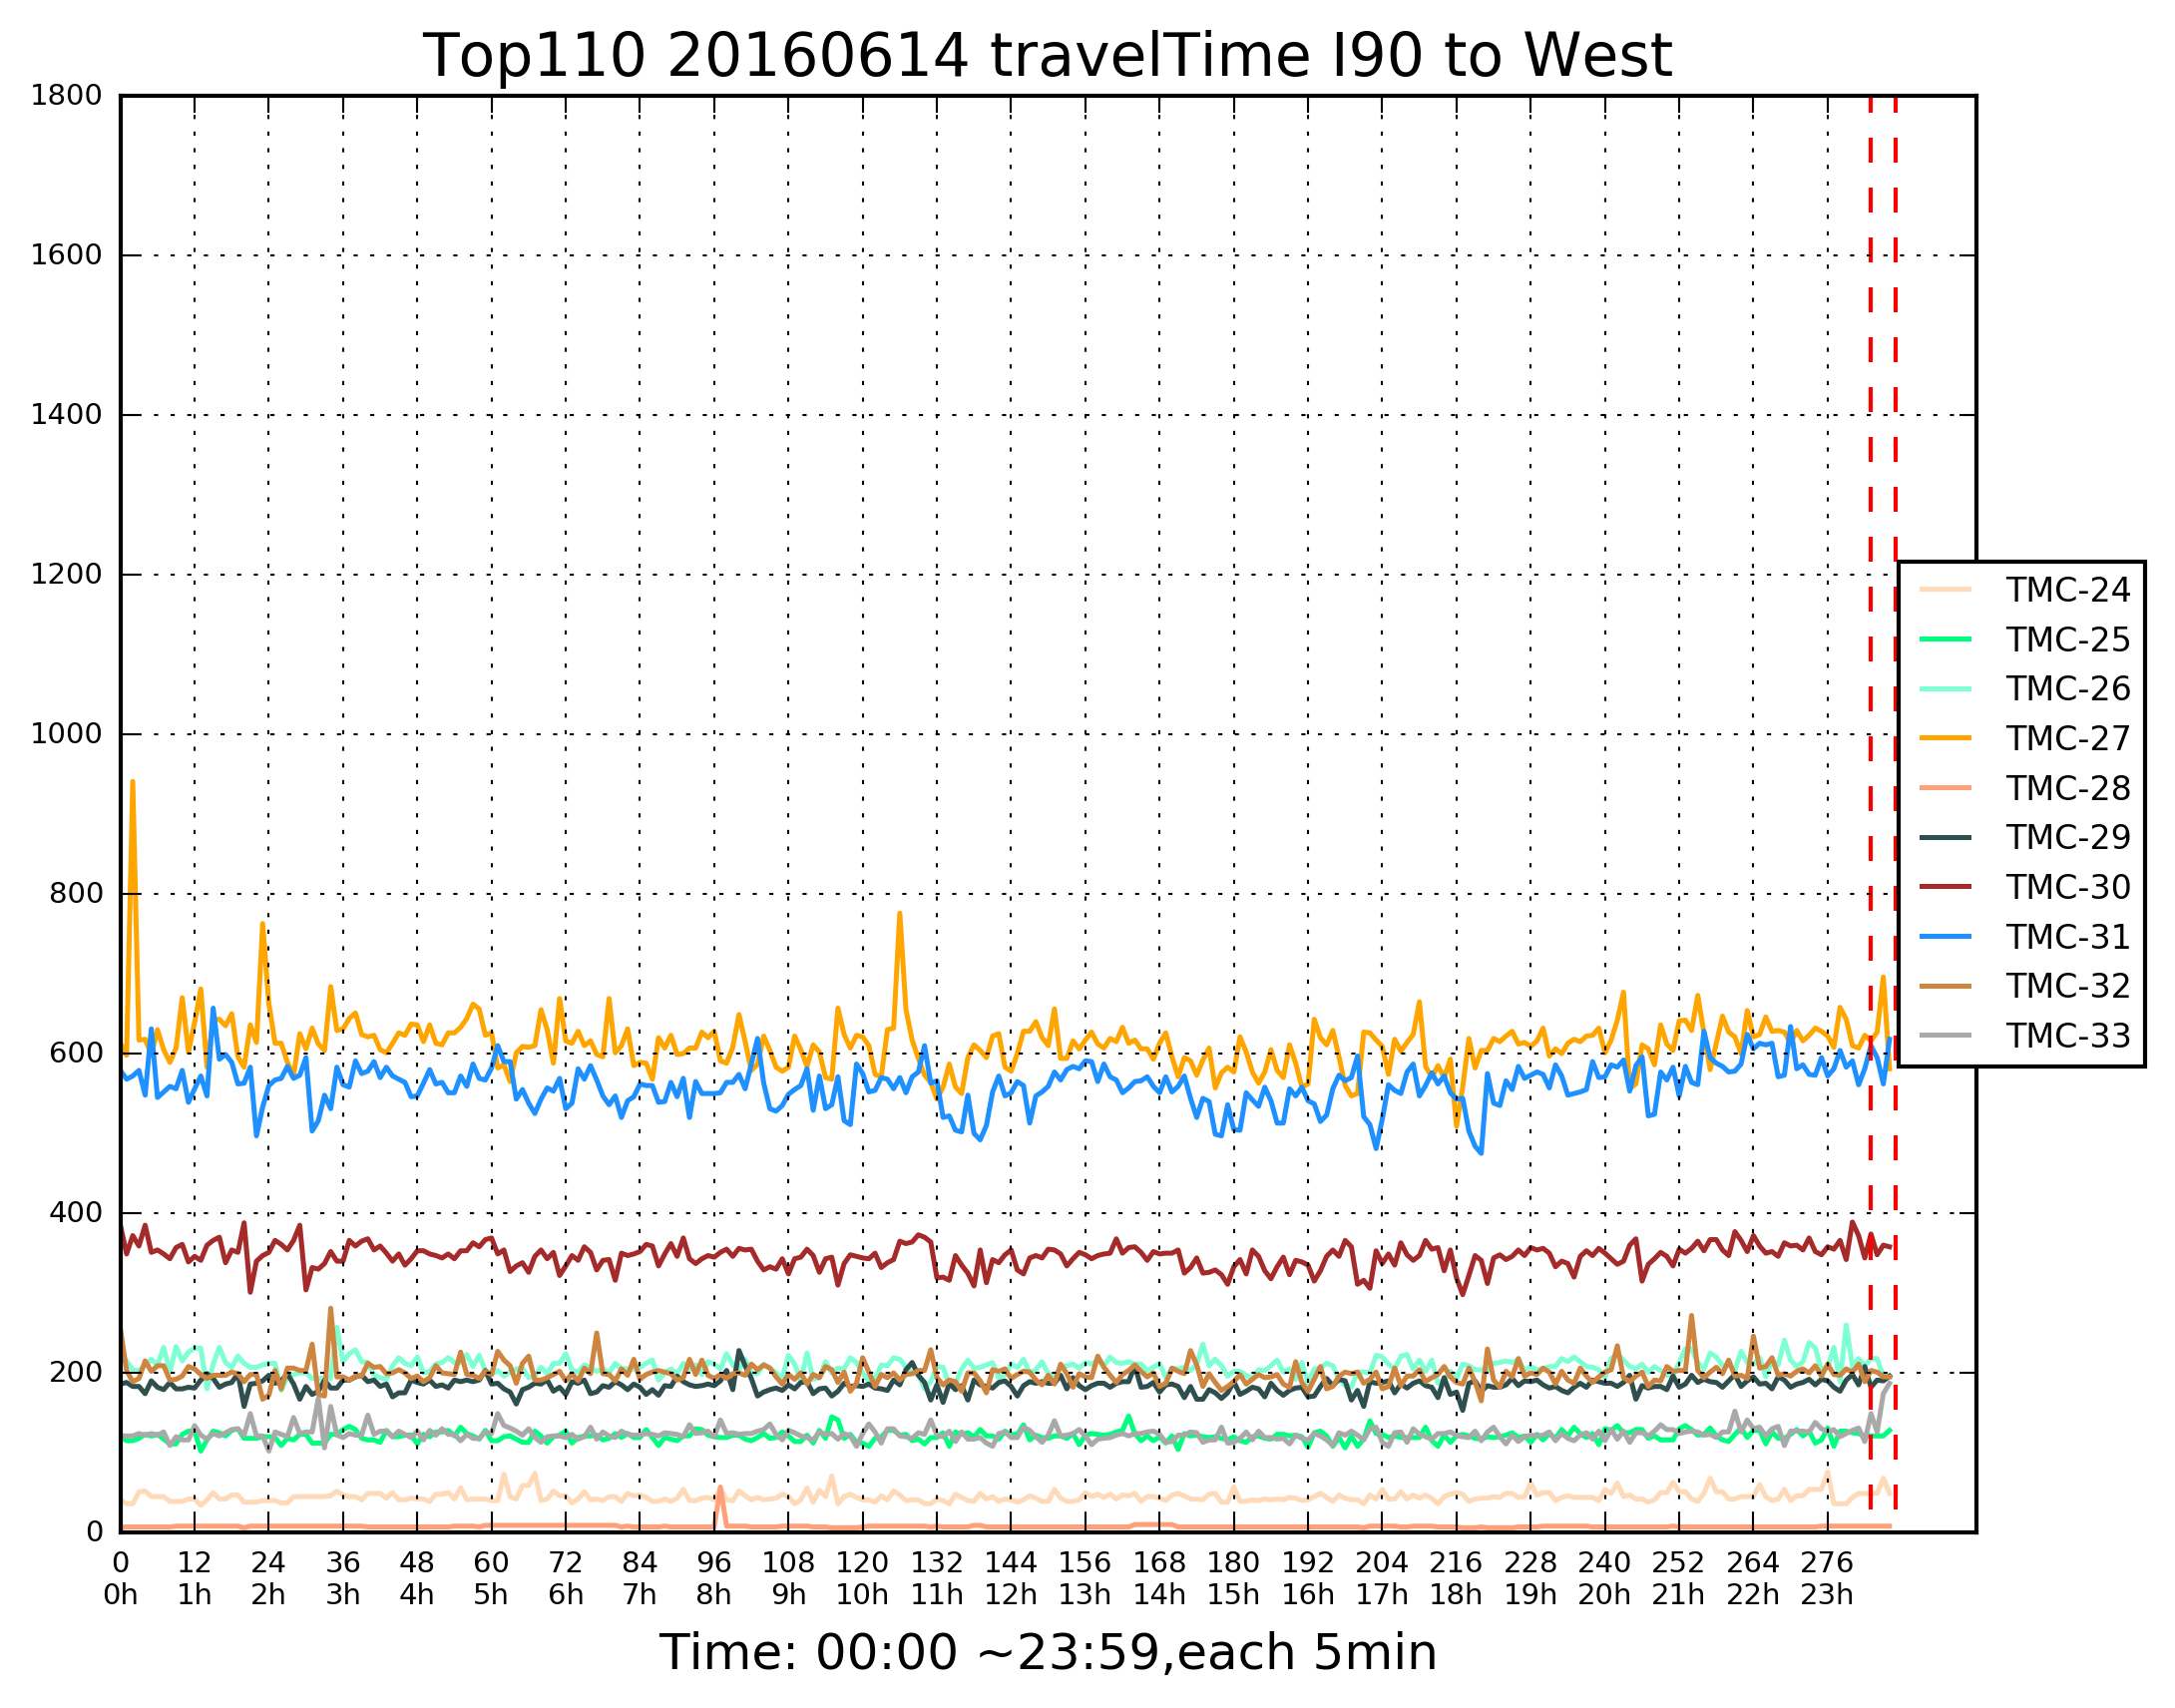 Top110 20160614 travelTime I90 to West
1800
1600
1400
1200
1000
800
600
400
200
0
TMC-24
TMC-25
TMC-26
TMC-27
TMC-28
TMC-29
TMC-30
TMC-31
TMC-32
TMC-33
0 12 24 36 48 60 72 84 96 108 120 132 144 156 168 180 192 204 216 228 240 252 264 276
0h 1h 2h 3h 4h 5h 6h 7h 8h 9h 10h 11h 12h 13h 14h 15h 16h 17h 18h 19h 20h 21h 22h 23h
Time: 00:00 ~23:59,each 5min